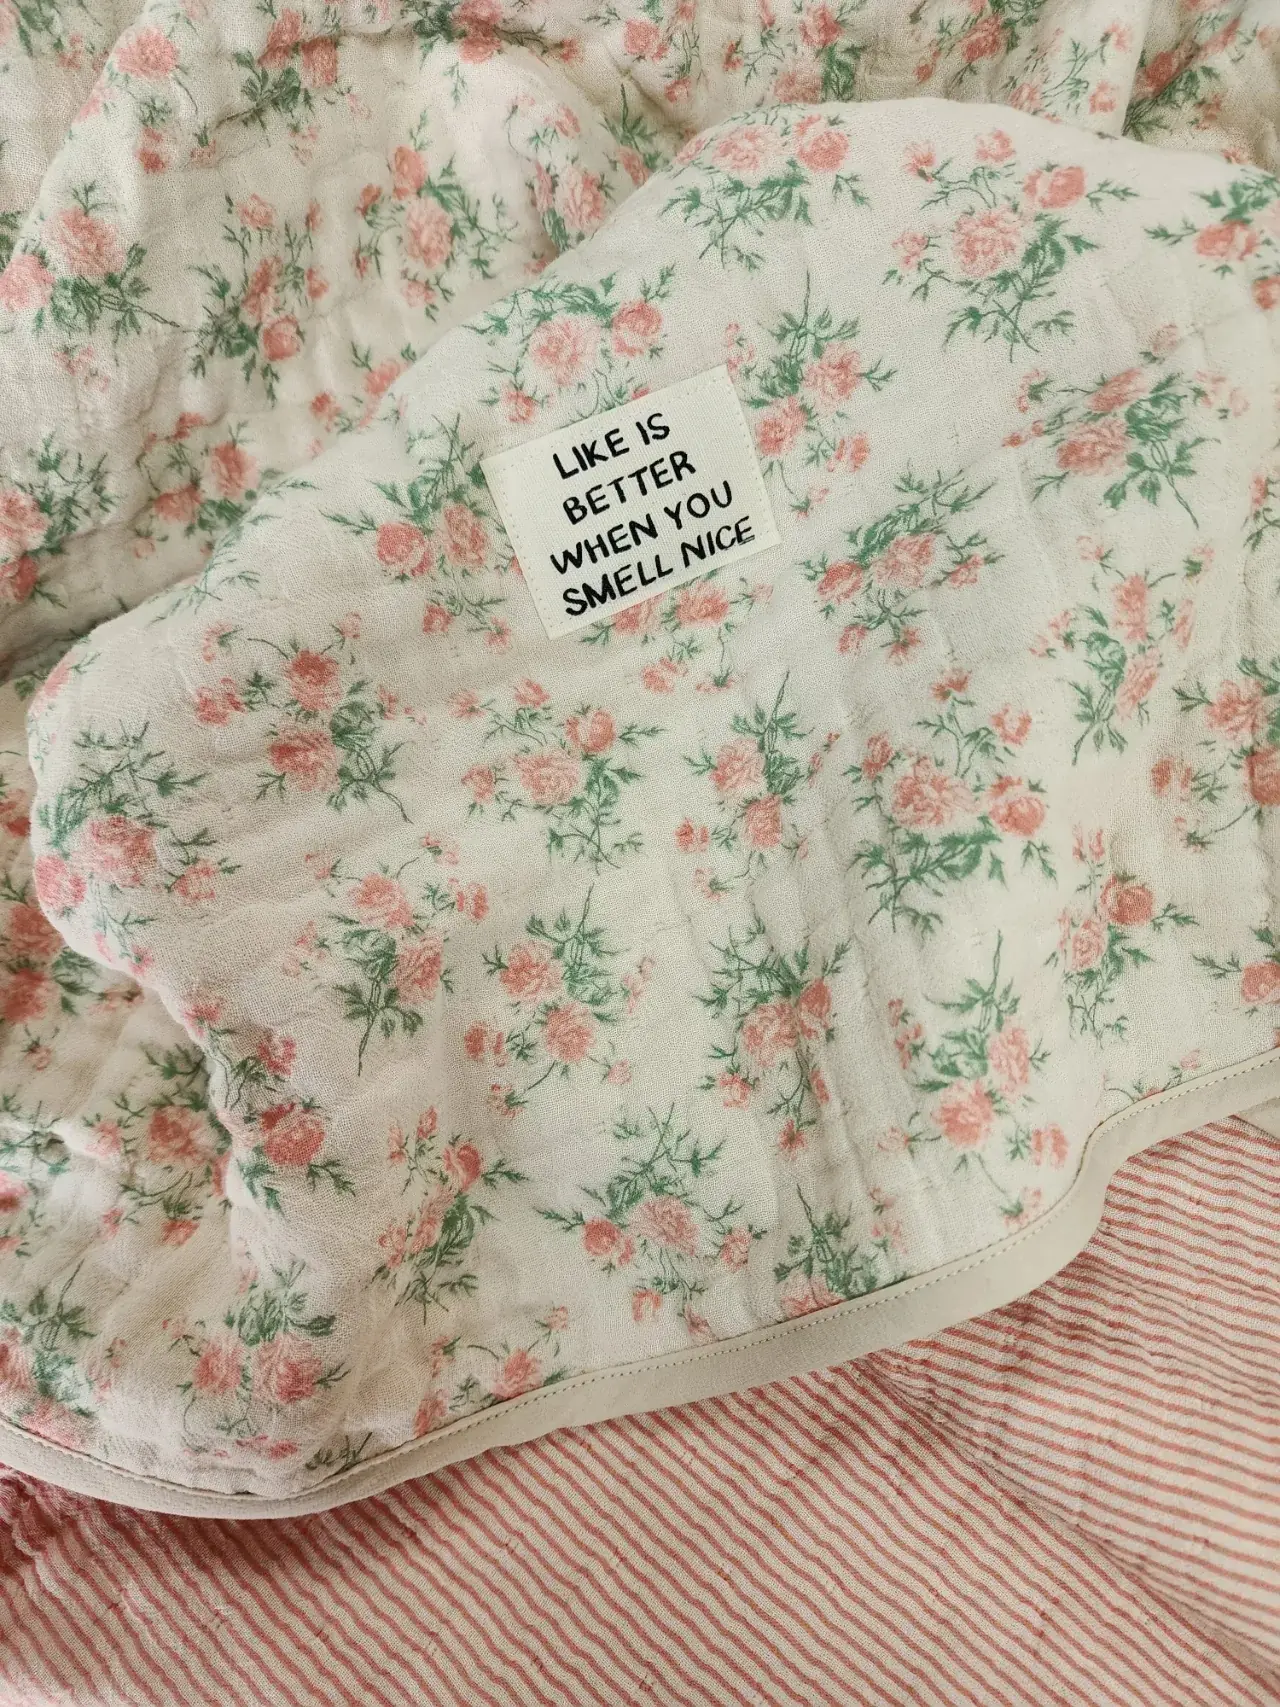 LIKE IS
BETTER
WHEN YOU
SMELL NICE